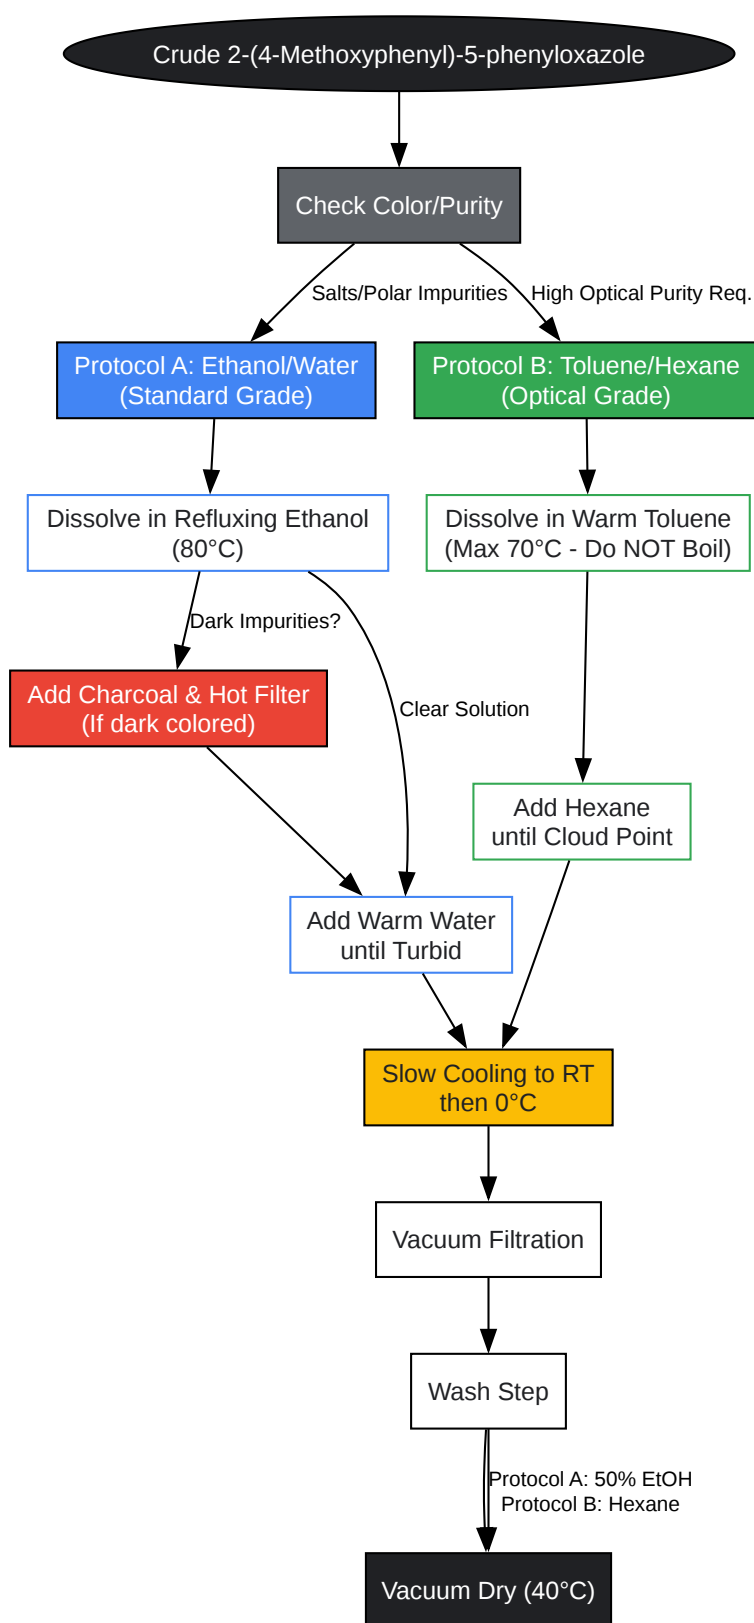 Crude 2-(4-Methoxyphenyl)-5-phenyloxazole
Check Color/Purity
Salts/Polar Impurities
High Optical Purity Req.
Protocol A: Ethanol/Water
(Standard Grade)
Protocol B: Toluene/Hexane
(Optical Grade)
Dissolve in Refluxing Ethanol
(80°C)
Dissolve in Warm Toluene
(Max 70°C - Do NOT Boil)
Dark Impurities?
Add Charcoal & Hot Filter
(If dark colored)
Clear Solution
Add Hexane
until Cloud Point
Add Warm Water
until Turbid
Slow Cooling to RT
then 0°C
Vacuum Filtration
Wash Step
Protocol A: 50% EtOH
Protocol B: Hexane
Vacuum Dry (40°C)